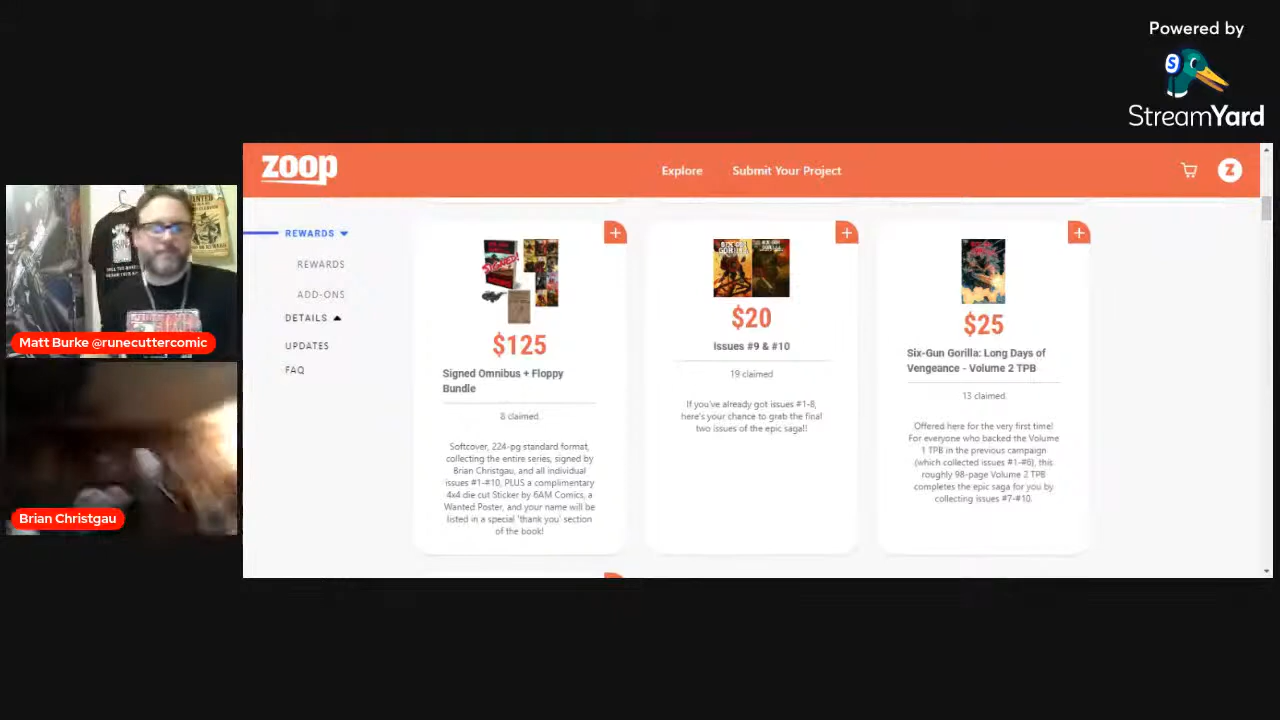 Powered by
StreamYard
zoop
Explore
Submit Your Project
REWARDS
REWARDS
ADD-ONS
DETAILS
UPDATES
FAQ
$125
Signed Omnibus + Floppy
Bundle
8 claimed
Softcover, 224-pg standard format,
collecting the entire series, signed by
Brian Christgau, and all individual
issues #1-#10, PLUS a complimentary
4x4 die cut Sticker by 6AM Comics, a
Wanted Poster, and your name will be
listed in a special 'thank you' section
of the book!
$20
Issues #9 & #10
19 claimed
If you've already got issues #1-8,
here's your chance to grab the final
two issues of the epic saga!!
$25
Six-Gun Gorilla: Long Days of
Vengeance - Volume 2 TPB
13 claimed
Offered here for the very first time!
For everyone who backed the Volume
1 TPB in the previous campaign
(which collected issues #1-#6), this
roughly 98-page Volume 2 TPB
completes the epic saga for you by
collecting issues #7-#10.
Matt Burke @runecuttercomic
Brian Christgau